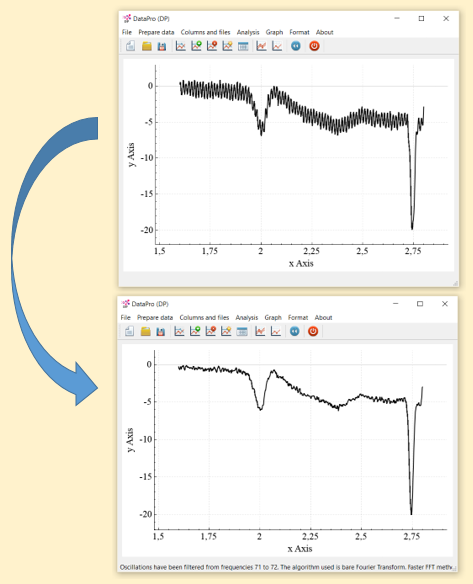 DataPro (DP)
File Prepare data Columns and files Analysis Graph Format About
0
-5
-10
-15
-20
y Axis
1,5 1,75 2 2,25 2,5 2,75
x Axis
DataPro (DP)
File Prepare data Columns and files Analysis Graph Format About
0
-5
-10
-15
-20
y Axis
1,5 1,75 2 2,25 2,5 2,75
x Axis
Oscillations have been filtered from frequencies 71 to 72. The algorithm used is bare Fourier Transform. Faster FFT meth